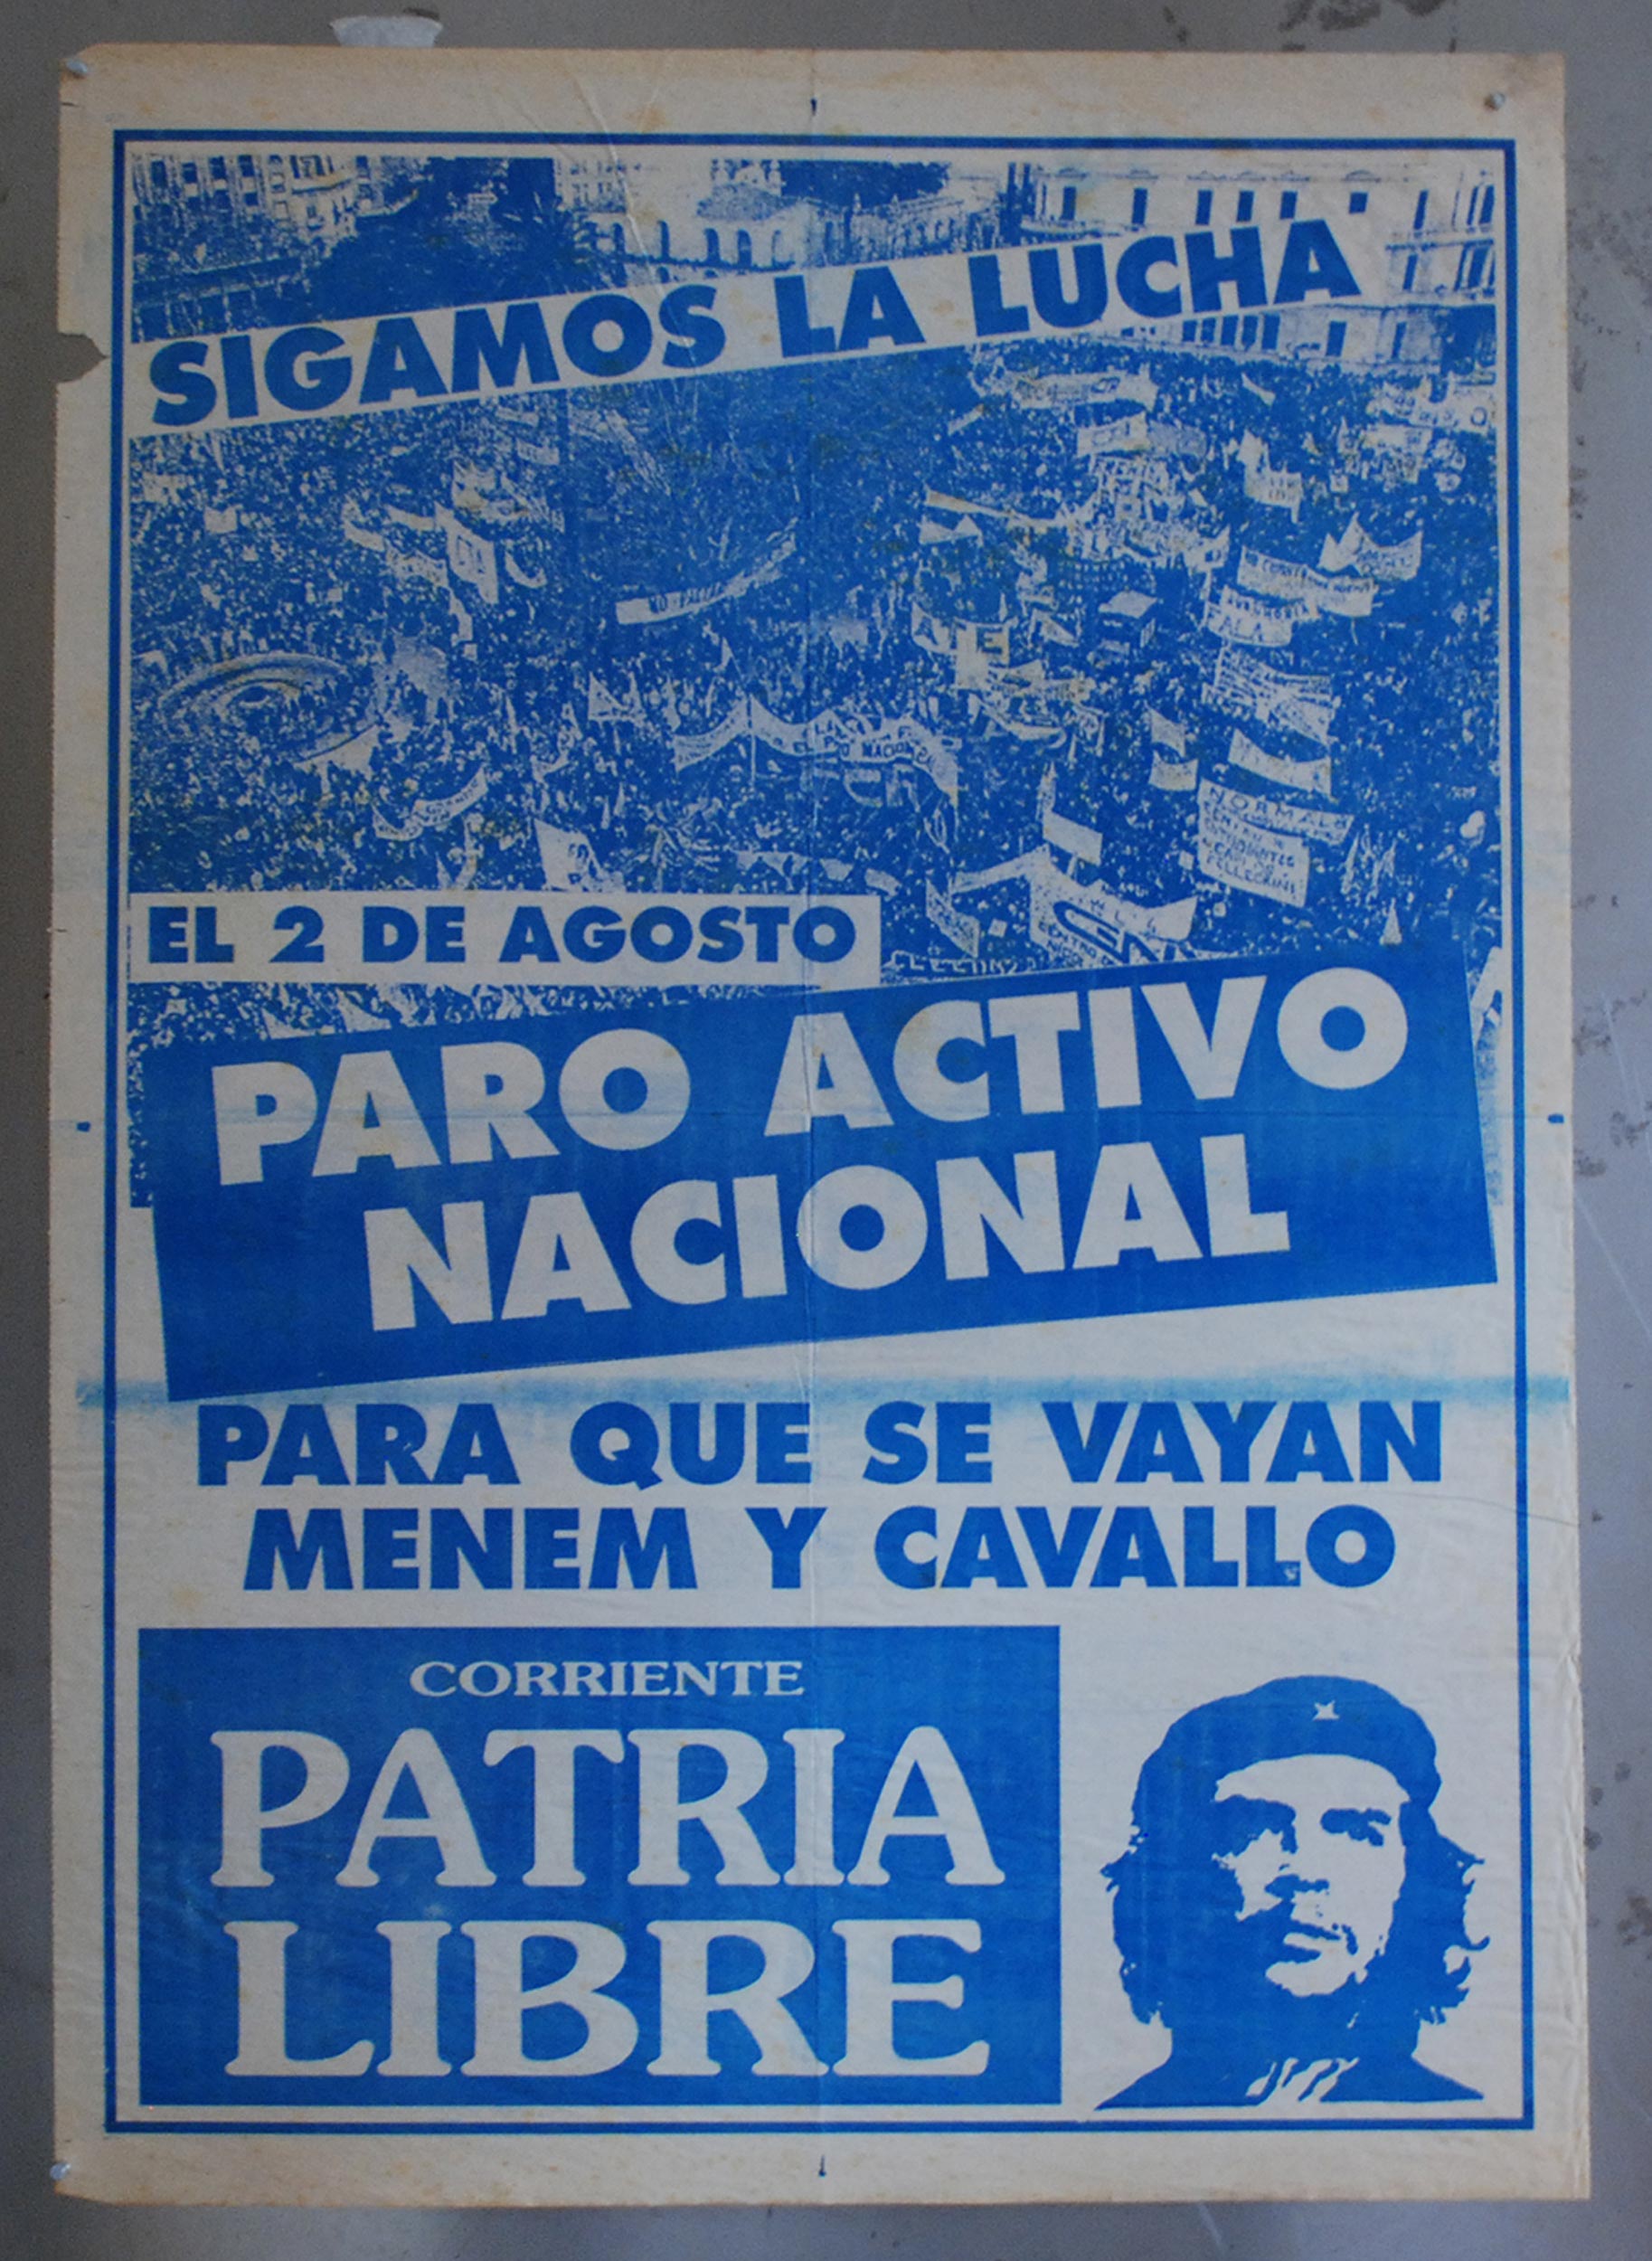 SIGAMOS LA LUCHA
EL 2 DE AGOSTO
PARO ACTIVO
NACIONAL
PARA QUE SE VAYAN
MENEM Y CAVALLO
CORRIENTE
PATRIA
LIBRE